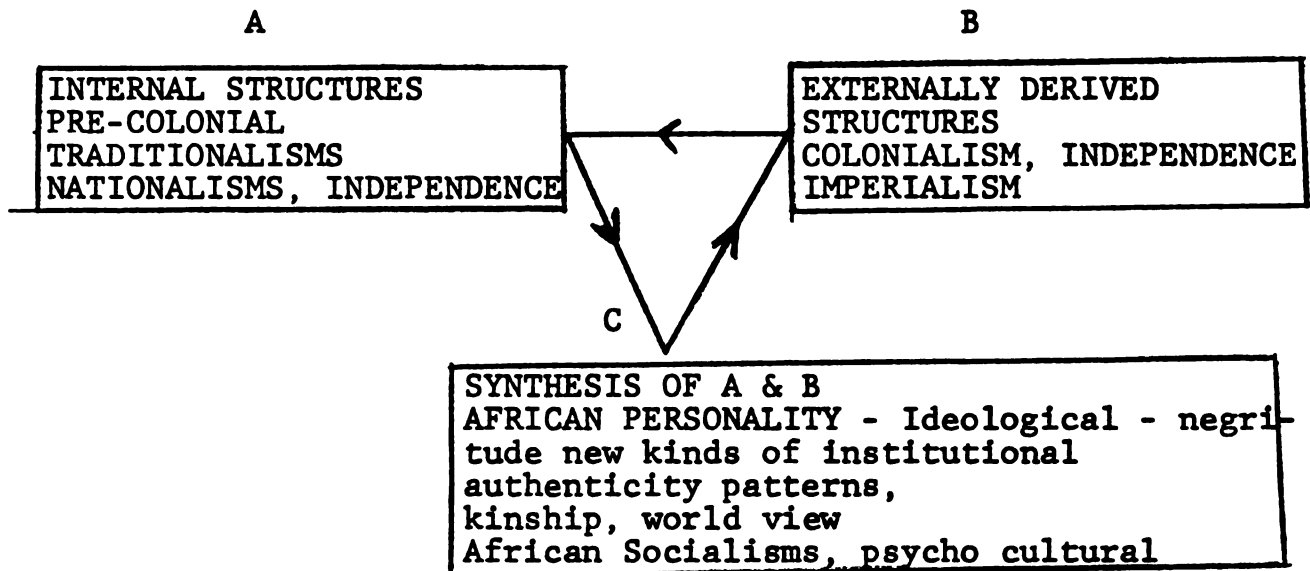 A
B
INTERNAL STRUCTURES
PRE-COLONIAL
TRADITIONALISMS
NATIONALISMS, INDEPENDENCE
EXTERNALLY DERIVED
STRUCTURES
COLONIALISM, INDEPENDENCE
IMPERIALISM
C
SYNTHESIS OF A & B
AFRICAN PERSONALITY - Ideological - negri-
tude new kinds of institutional
authenticity patterns,
kinship, world view
African Socialisms, psycho cultural